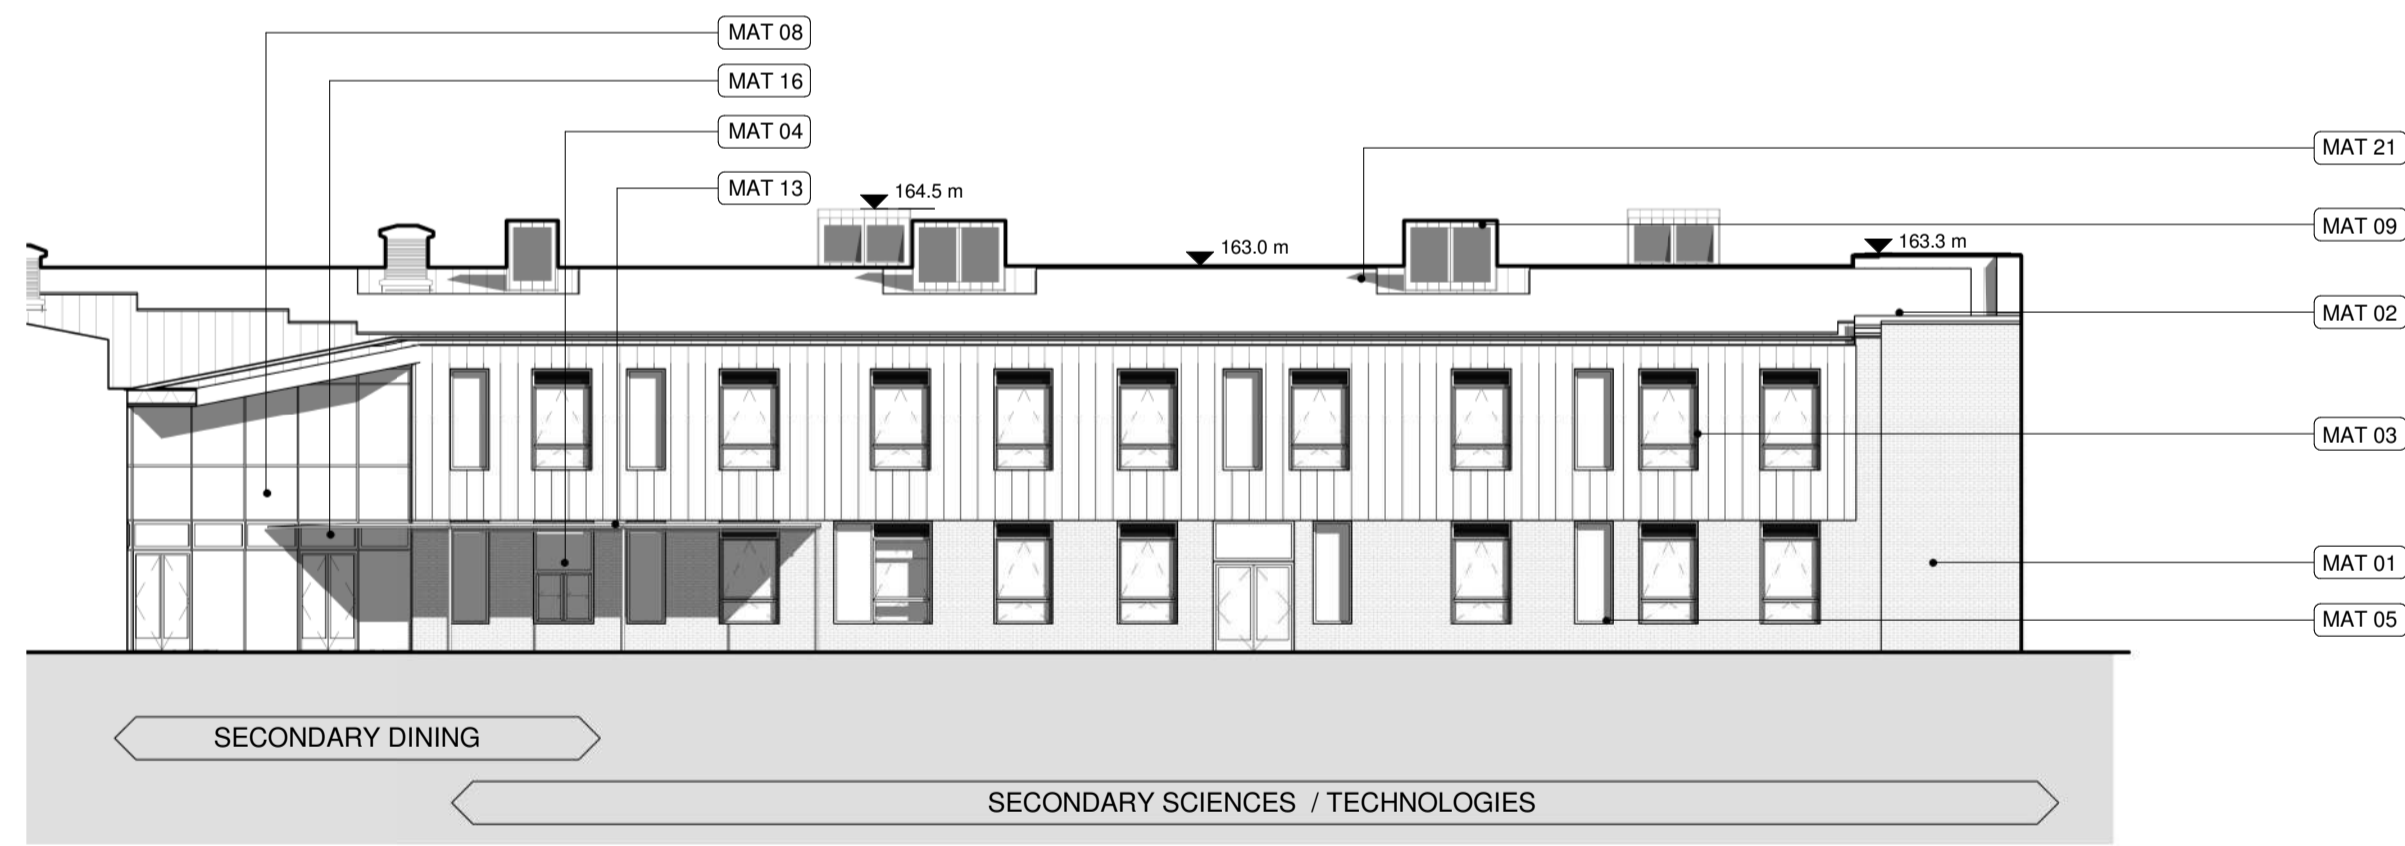 MAT 08
MAT 16
MAT 04
MAT 13
MAT 21
164.5 m
MAT 09
163.0 m
163.3 m
MAT 02
MAT 03
MAT 01
MAT 05
SECONDARY DINING
SECONDARY SCIENCES / TECHNOLOGIES